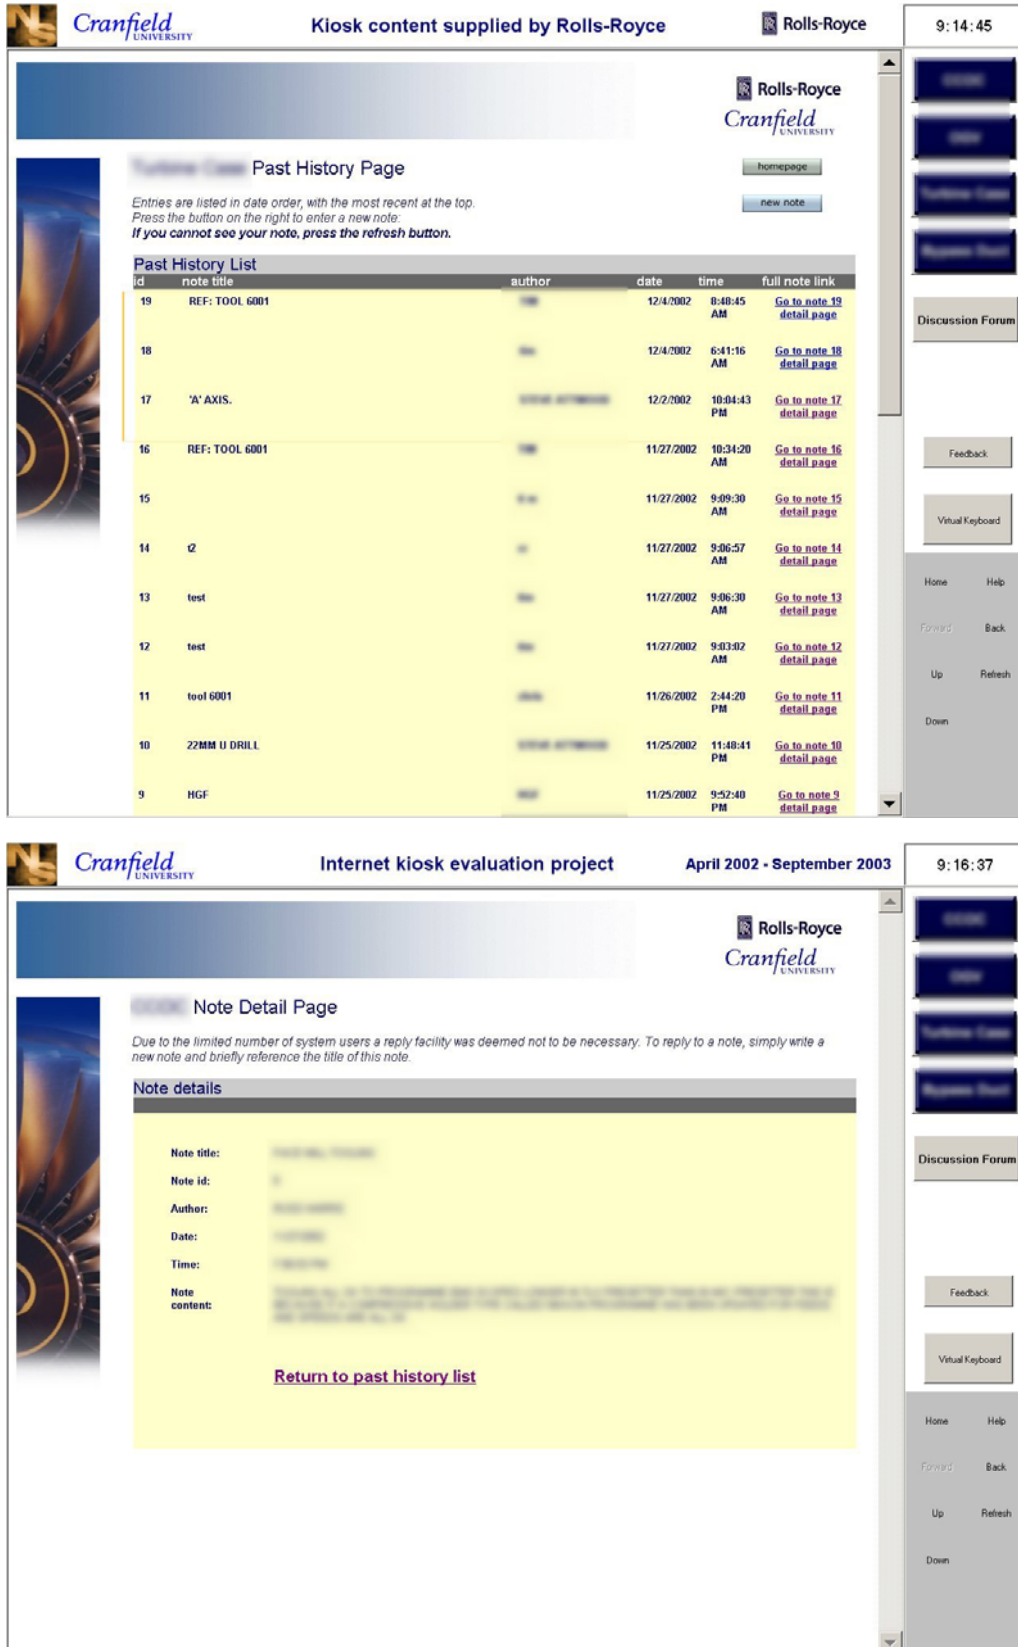 NS Cranfield UNIVERSITY Kiosk content supplied by Rolls-Royce Rolls-Royce 9:14:45
Rolls-Royce
Cranfield UNIVERSITY
Past History Page
homepage
Entries are listed in date order, with the most recent at the top.
Press the button on the right to enter a new note:
If you cannot see your note, press the refresh button.
new note
Past History List
id note title author date time full note link
19 REF: TOOL 6001 12/4/2002 8:48:45 AM Go to note 19 detail page
18 12/4/2002 6:41:16 AM Go to note 18 detail page
17 'A' AXIS. 12/2/2002 10:04:43 PM Go to note 17 detail page
16 REF: TOOL 6001 11/27/2002 10:34:20 AM Go to note 16 detail page
15 11/27/2002 9:09:30 AM Go to note 15 detail page
14 t2 11/27/2002 9:06:57 AM Go to note 14 detail page
13 test 11/27/2002 9:06:30 AM Go to note 13 detail page
12 test 11/27/2002 9:03:02 AM Go to note 12 detail page
11 tool 6001 11/26/2002 2:44:20 PM Go to note 11 detail page
10 22MM U DRILL 11/25/2002 11:48:41 PM Go to note 10 detail page
9 HGF 11/25/2002 9:52:40 PM Go to note 9 detail page
Discussion Forum
Feedback
Virtual Keyboard
Home Help
Forward Back
Up Refresh
Down
NS Cranfield UNIVERSITY Internet kiosk evaluation project April 2002 - September 2003 9:16:37
Rolls-Royce
Cranfield UNIVERSITY
Note Detail Page
Due to the limited number of system users a reply facility was deemed not to be necessary. To reply to a note, simply write a
new note and briefly reference the title of this note.
Note details
Note title:
Note id:
Author:
Date:
Time:
Note
content:
Return to past history list
Discussion Forum
Feedback
Virtual Keyboard
Home Help
Forward Back
Up Refresh
Down